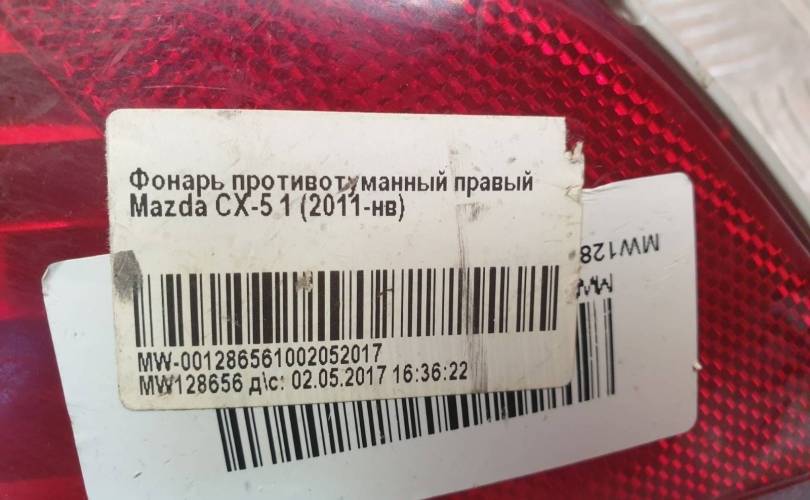 Фонарь противотуманный правый
Mazda CX-5 1 (2011-нв)
MW-001286561002052017
MW128656 д\с: 02.05.2017 16:36:22
MW128
MW